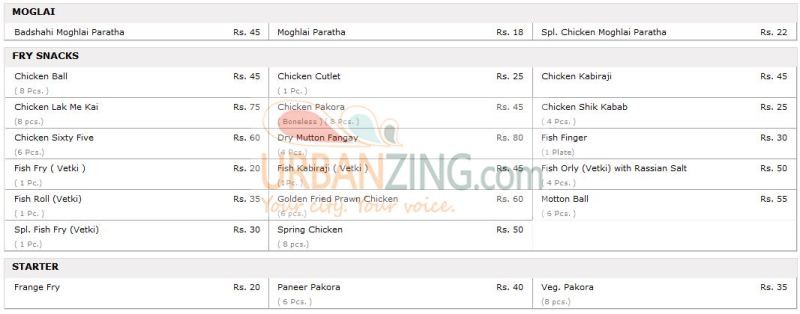 MOGLAI
Badshahi Moghlai Paratha Rs. 45 Moghlai Paratha Rs. 18 Spl. Chicken Moghlai Paratha Rs. 22
FRY SNACKS
Chicken Ball Rs. 45 Chicken Cutlet Rs. 25 Chicken Kabiraji Rs. 45
( 8 Pcs. ) ( 1 Pc. )
Chicken Lak Me Kai Rs. 75 Chicken Pakora Rs. 45 Chicken Shik Kabab Rs. 25
(8 pcs.) Boneless ) ( 8 Pcs. ) ( 4 Pcs. )
Chicken Sixty Five Rs. 60 Dry Mutton Fangay Rs. 80 Fish Finger Rs. 30
(6 Pcs.) (4 Pcs.) (1 Plate)
Fish Fry ( Vetki ) Rs. 20 Fish Kabiraji ( Vetki ) Rs. 45 Fish Orly (Vetki) with Rassian Salt Rs. 50
( 1 Pc. ) (1Pc. ) ( 4 Pcs. )
URBANZING.com
Fish Roll (Vetki) Rs. 35 Golden Fried Prawn Chicken Rs. 60 Motton Ball Rs. 55
( 1 Pc.) (6 pcs. ) ( 6 Pcs. )
Your city. Your voice.
Spl. Fish Fry (Vetki) Rs. 30 Spring Chicken Rs. 50
( 1 Pc.) ( 8 pcs.)
STARTER
Frange Fry Rs. 20 Paneer Pakora Rs. 40 Veg. Pakora Rs. 35
( 6 Pcs. ) (8 pcs.)